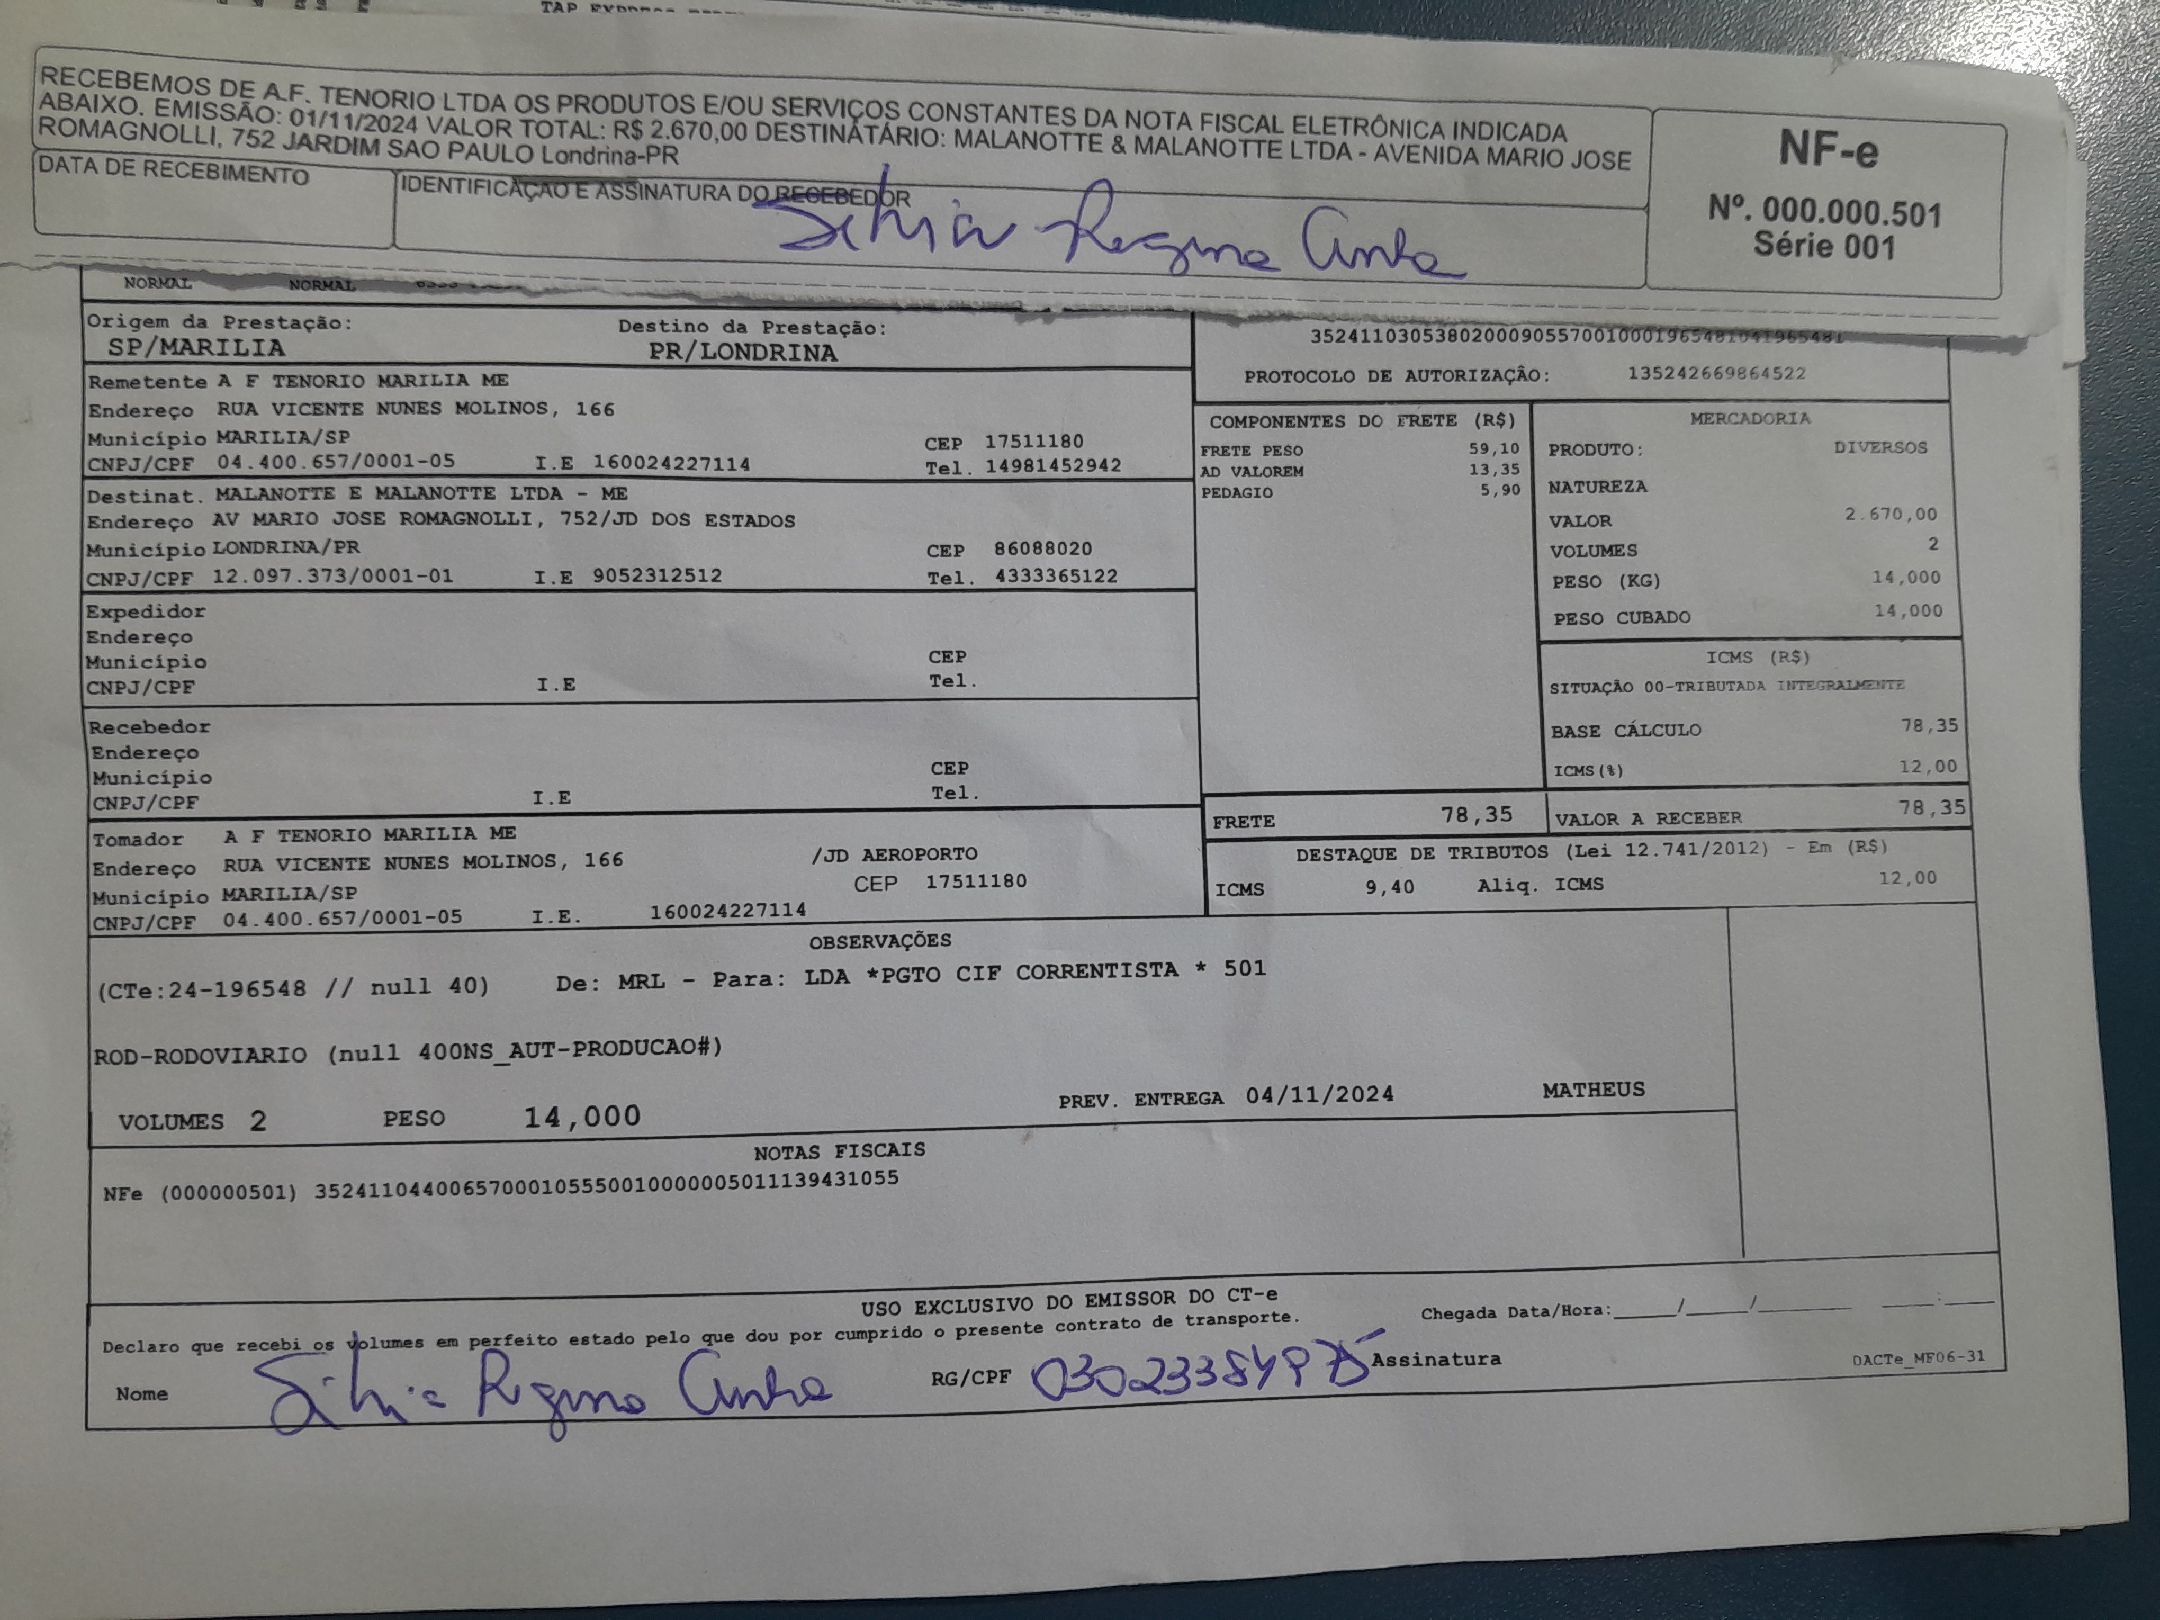 TAP EXPRESS
RECEBEMOS DE A.F. TENORIO LTDA OS PRODUTOS E/OU SERVIÇOS CONSTANTES DA NOTA FISCAL ELETRÔNICA INDICADA
ABAIXO. EMISSÃO: 01/11/2024 VALOR TOTAL: R$ 2.670,00 DESTINATÁRIO: MALANOTTE & MALANOTTE LTDA - AVENIDA MARIO JOSE
ROMAGNOLLI, 752 JARDIM SAO PAULO Londrina-PR
DATA DE RECEBIMENTO
IDENTIFICAÇÃO E ASSINATURA DO RECEBEDOR
Silvia Regina Cunha
NF-e
Nº. 000.000.501
Série 001
NORMAL NORMAL
Origem da Prestação: Destino da Prestação:
SP/MARILIA PR/LONDRINA
Remetente A F TENORIO MARILIA ME
Endereço RUA VICENTE NUNES MOLINOS, 166
Município MARILIA/SP CEP 17511180
CNPJ/CPF 04.400.657/0001-05 I.E 160024227114 Tel. 14981452942
Destinat. MALANOTTE E MALANOTTE LTDA - ME
Endereço AV MARIO JOSE ROMAGNOLLI, 752/JD DOS ESTADOS
Município LONDRINA/PR CEP 86088020
CNPJ/CPF 12.097.373/0001-01 I.E 9052312512 Tel. 4333365122
Expedidor
Endereço
Município CEP
CNPJ/CPF I.E Tel.
Recebedor
Endereço
Município CEP
CNPJ/CPF I.E Tel.
Tomador A F TENORIO MARILIA ME
Endereço RUA VICENTE NUNES MOLINOS, 166 /JD AEROPORTO
Município MARILIA/SP CEP 17511180
CNPJ/CPF 04.400.657/0001-05 I.E. 160024227114
35241103053802000905570010001965481041965481
PROTOCOLO DE AUTORIZAÇÃO: 135242669864522
COMPONENTES DO FRETE (R$)
FRETE PESO 59,10
AD VALOREM 13,35
PEDAGIO 5,90
MERCADORIA
PRODUTO: DIVERSOS
NATUREZA
VALOR 2.670,00
VOLUMES 2
PESO (KG) 14,000
PESO CUBADO 14,000
ICMS (R$)
SITUAÇÃO 00-TRIBUTADA INTEGRALMENTE
BASE CÁLCULO 78,35
ICMS(%) 12,00
FRETE 78,35 VALOR A RECEBER 78,35
DESTAQUE DE TRIBUTOS (Lei 12.741/2012) - Em (R$)
ICMS 9,40 Aliq. ICMS 12,00
OBSERVAÇÕES
(CTe:24-196548 // null 40) De: MRL - Para: LDA *PGTO CIF CORRENTISTA * 501
ROD-RODOVIARIO (null 400NS_AUT-PRODUCAO#)
VOLUMES 2 PESO 14,000 PREV. ENTREGA 04/11/2024 MATHEUS
NOTAS FISCAIS
NFe (000000501) 35241104400657000105550010000005011139431055
USO EXCLUSIVO DO EMISSOR DO CT-e
Declaro que recebi os volumes em perfeito estado pelo que dou por cumprido o presente contrato de transporte. Chegada Data/Hora:_____/_____/________ ____:____
Nome Silvia Regina Cunha RG/CPF Assinatura DACTe_MF06-31